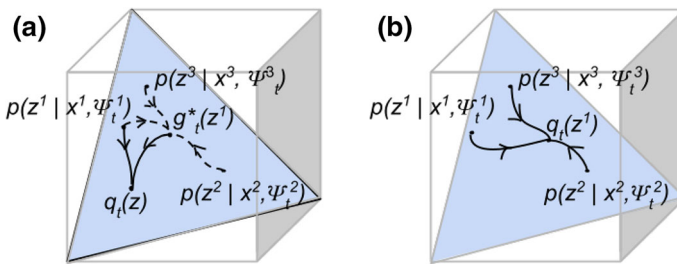 (a)
p(z³ | x³, Ψ³ₜ)
p(z¹ | x¹,Ψ¹ₜ)
g*ₜ(z¹)
p(z² | x²,Ψ²ₜ)
qₜ(z)
(b)
p(z³ | x³, Ψ³ₜ)
p(z¹ | x¹,Ψ¹ₜ)
qₜ(z¹)
p(z² | x²,Ψ²ₜ)